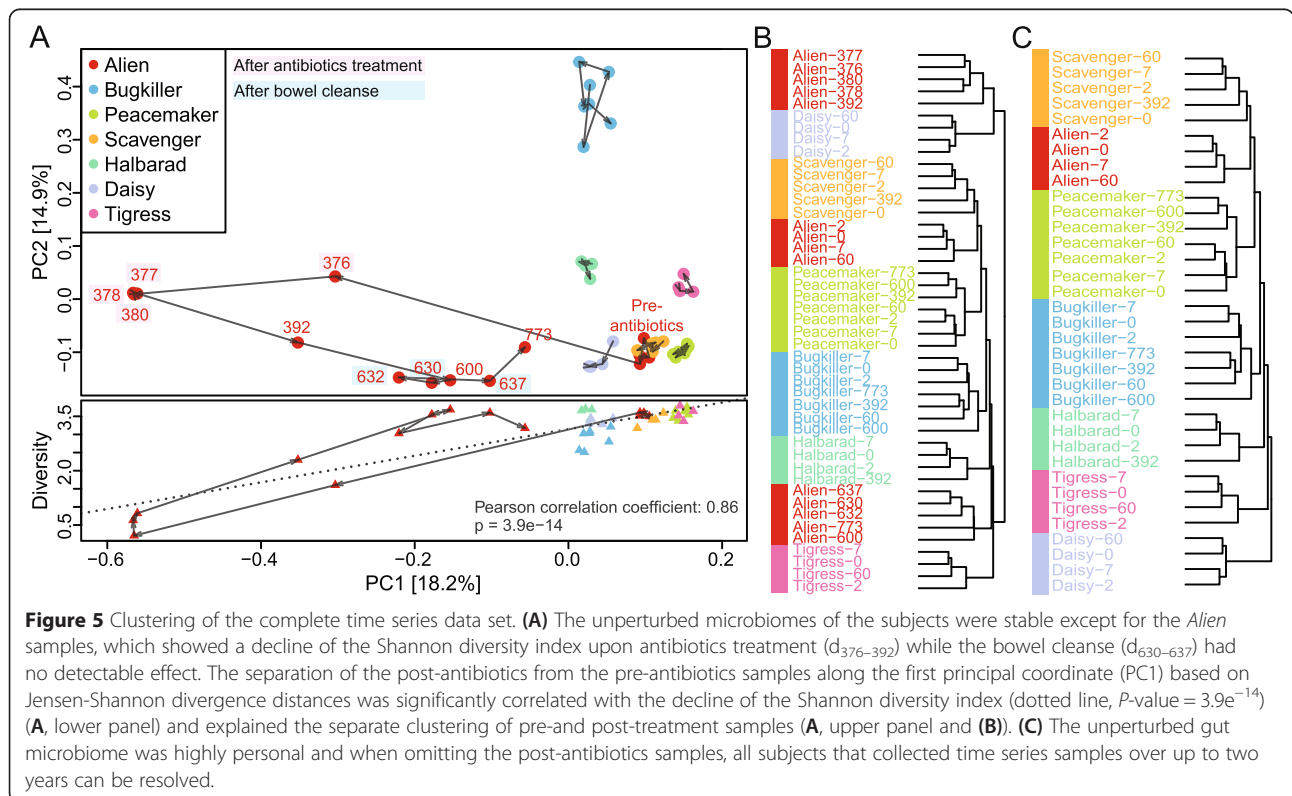 A
Alien
Bugkiller
Peacemaker
Scavenger
Halbarad
Daisy
Tigress
After antibiotics treatment
After bowel cleanse
PC2 [14.9%]
0.4
0.3
0.2
0.1
0.0
−0.1
377
378
380
376
392
632
630
600
637
773
Pre-
antibiotics
Diversity
3.5
2.0
0.5
Pearson correlation coefficient: 0.86
p = 3.9e−14
−0.6
−0.4
−0.2
0.0
0.2
PC1 [18.2%]
B
Alien−377
Alien−376
Alien−380
Alien−378
Alien−392
Daisy−60
Daisy−0
Daisy−7
Daisy−2
Scavenger−60
Scavenger−7
Scavenger−2
Scavenger−392
Scavenger−0
Alien−2
Alien−0
Alien−7
Alien−60
Peacemaker−773
Peacemaker−600
Peacemaker−392
Peacemaker−60
Peacemaker−2
Peacemaker−7
Peacemaker−0
Bugkiller−7
Bugkiller−0
Bugkiller−2
Bugkiller−773
Bugkiller−392
Bugkiller−60
Bugkiller−600
Halbarad−7
Halbarad−0
Halbarad−2
Halbarad−392
Alien−637
Alien−630
Alien−632
Alien−773
Alien−600
Tigress−7
Tigress−0
Tigress−60
Tigress−2
C
Scavenger−60
Scavenger−7
Scavenger−2
Scavenger−392
Scavenger−0
Alien−2
Alien−0
Alien−7
Alien−60
Peacemaker−773
Peacemaker−600
Peacemaker−392
Peacemaker−60
Peacemaker−2
Peacemaker−7
Peacemaker−0
Bugkiller−7
Bugkiller−0
Bugkiller−2
Bugkiller−773
Bugkiller−392
Bugkiller−60
Bugkiller−600
Halbarad−7
Halbarad−0
Halbarad−2
Halbarad−392
Tigress−7
Tigress−0
Tigress−60
Tigress−2
Daisy−60
Daisy−0
Daisy−7
Daisy−2
Figure 5 Clustering of the complete time series data set. (A) The unperturbed microbiomes of the subjects were stable except for the Alien
samples, which showed a decline of the Shannon diversity index upon antibiotics treatment (d376–392) while the bowel cleanse (d630–637) had
no detectable effect. The separation of the post-antibiotics from the pre-antibiotics samples along the first principal coordinate (PC1) based on
Jensen-Shannon divergence distances was significantly correlated with the decline of the Shannon diversity index (dotted line, P-value = 3.9e−14)
(A, lower panel) and explained the separate clustering of pre-and post-treatment samples (A, upper panel and (B)). (C) The unperturbed gut
microbiome was highly personal and when omitting the post-antibiotics samples, all subjects that collected time series samples over up to two
years can be resolved.